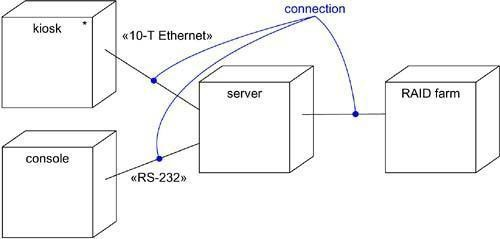 connection
kiosk *
«10-T Ethernet»
server
RAID farm
console
«RS-232»